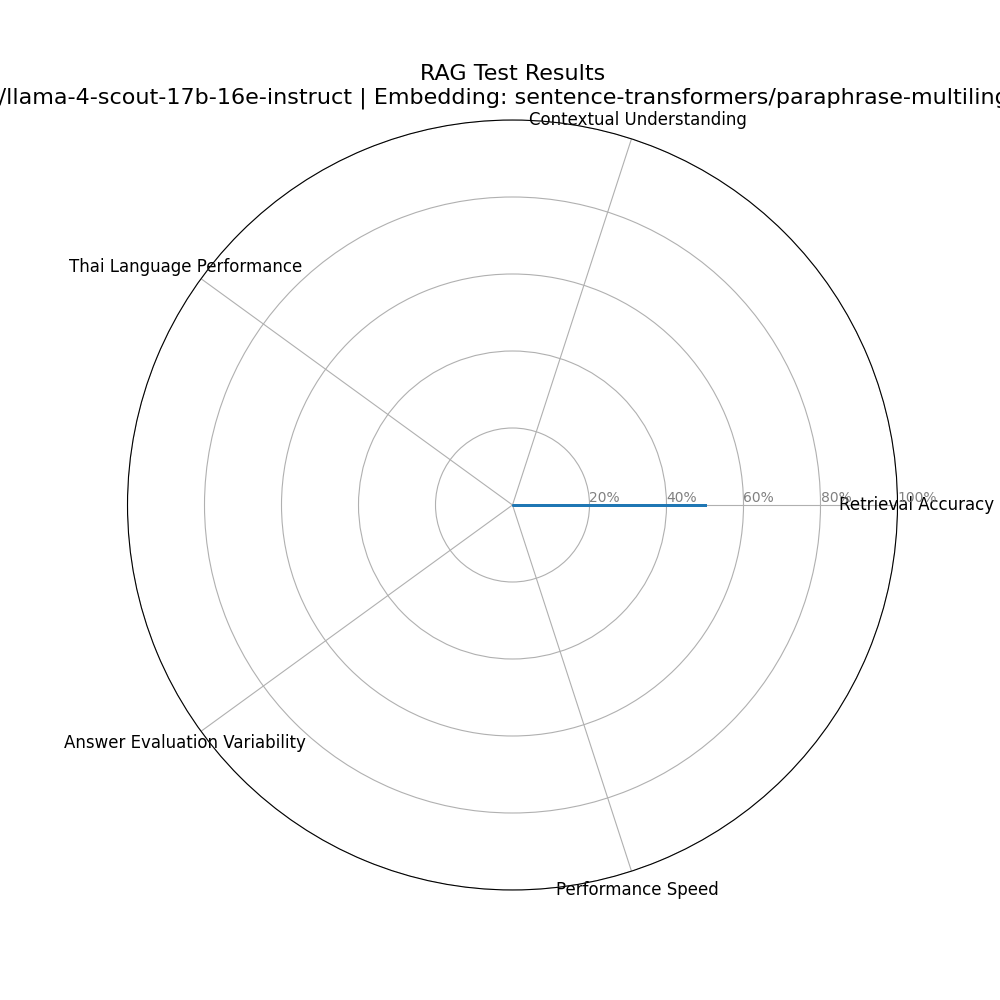 RAG Test Results
/llama-4-scout-17b-16e-instruct | Embedding: sentence-transformers/paraphrase-multiling
Contextual Understanding
Thai Language Performance
20%
40%
60%
80%
100%
Retrieval Accuracy
Answer Evaluation Variability
Performance Speed